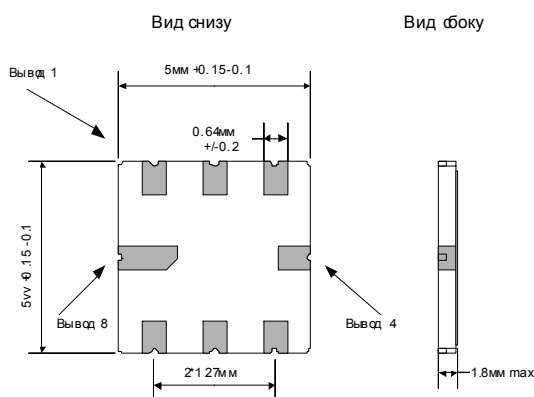 Вид снизу
Вид сбоку
Вывод 1
5мм +0.15-0.1
0.64мм
+/-0.2
5vv +0.15 -0.1
Вывод 8
Вывод 4
2*1.27мм
1.8мм max